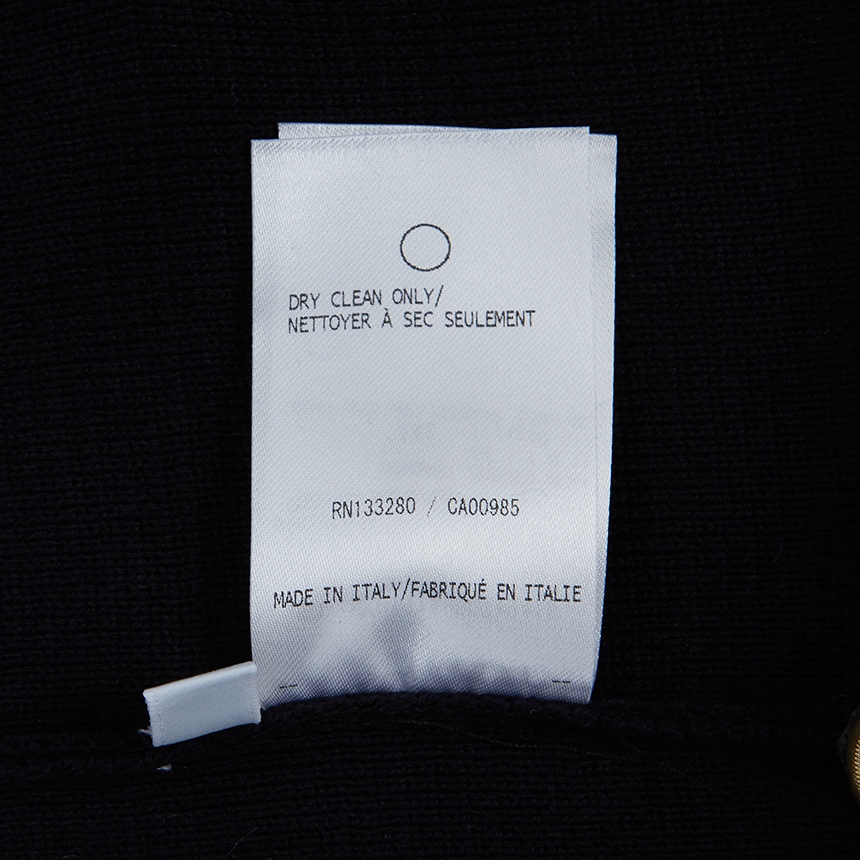 DRY CLEAN ONLY/
NETTOYER À SEC SEULEMENT
RN133280 / CA00985
MADE IN ITALY/FABRIQUÉ EN ITALIE